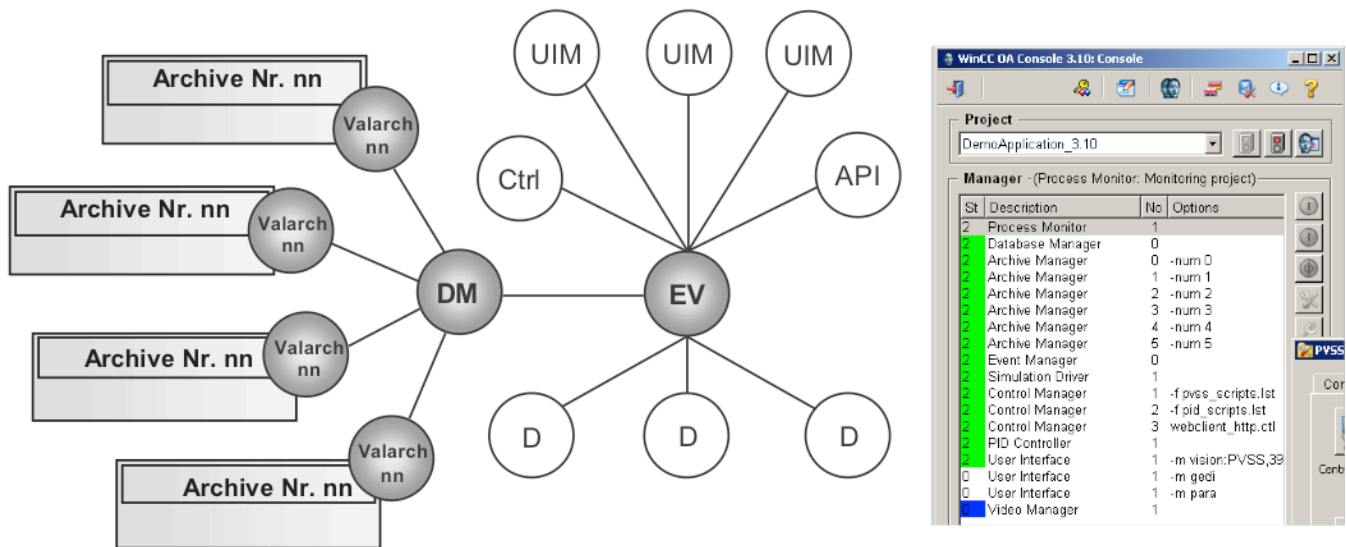 Archive Nr. nn
Valarch
nn
Archive Nr. nn
Valarch
nn
Archive Nr. nn
Valarch
nn
Archive Nr. nn
Valarch
nn
DM
UIM
UIM
UIM
Ctrl
API
EV
D
D
D
WinCC OA Console 3.10: Console
Project
DemoApplication_3.10
Manager -(Process Monitor: Monitoring project)
St Description No Options
2 Process Monitor 1
2 Database Manager 0
2 Archive Manager 0 -num 0
2 Archive Manager 1 -num 1
2 Archive Manager 2 -num 2
2 Archive Manager 3 -num 3
2 Archive Manager 4 -num 4
2 Archive Manager 5 -num 5
2 Event Manager 0
2 Simulation Driver 1
2 Control Manager 1 -f pvss_scripts.lst
2 Control Manager 2 -f pid_scripts.lst
2 Control Manager 3 webclient_http.ctl
2 PID Controller 1
2 User Interface 1 -m vision:PVSS,39
0 User Interface 1 -m gedi
0 User Interface 1 -m para
0 Video Manager 1
PVSS
Cor
Centr